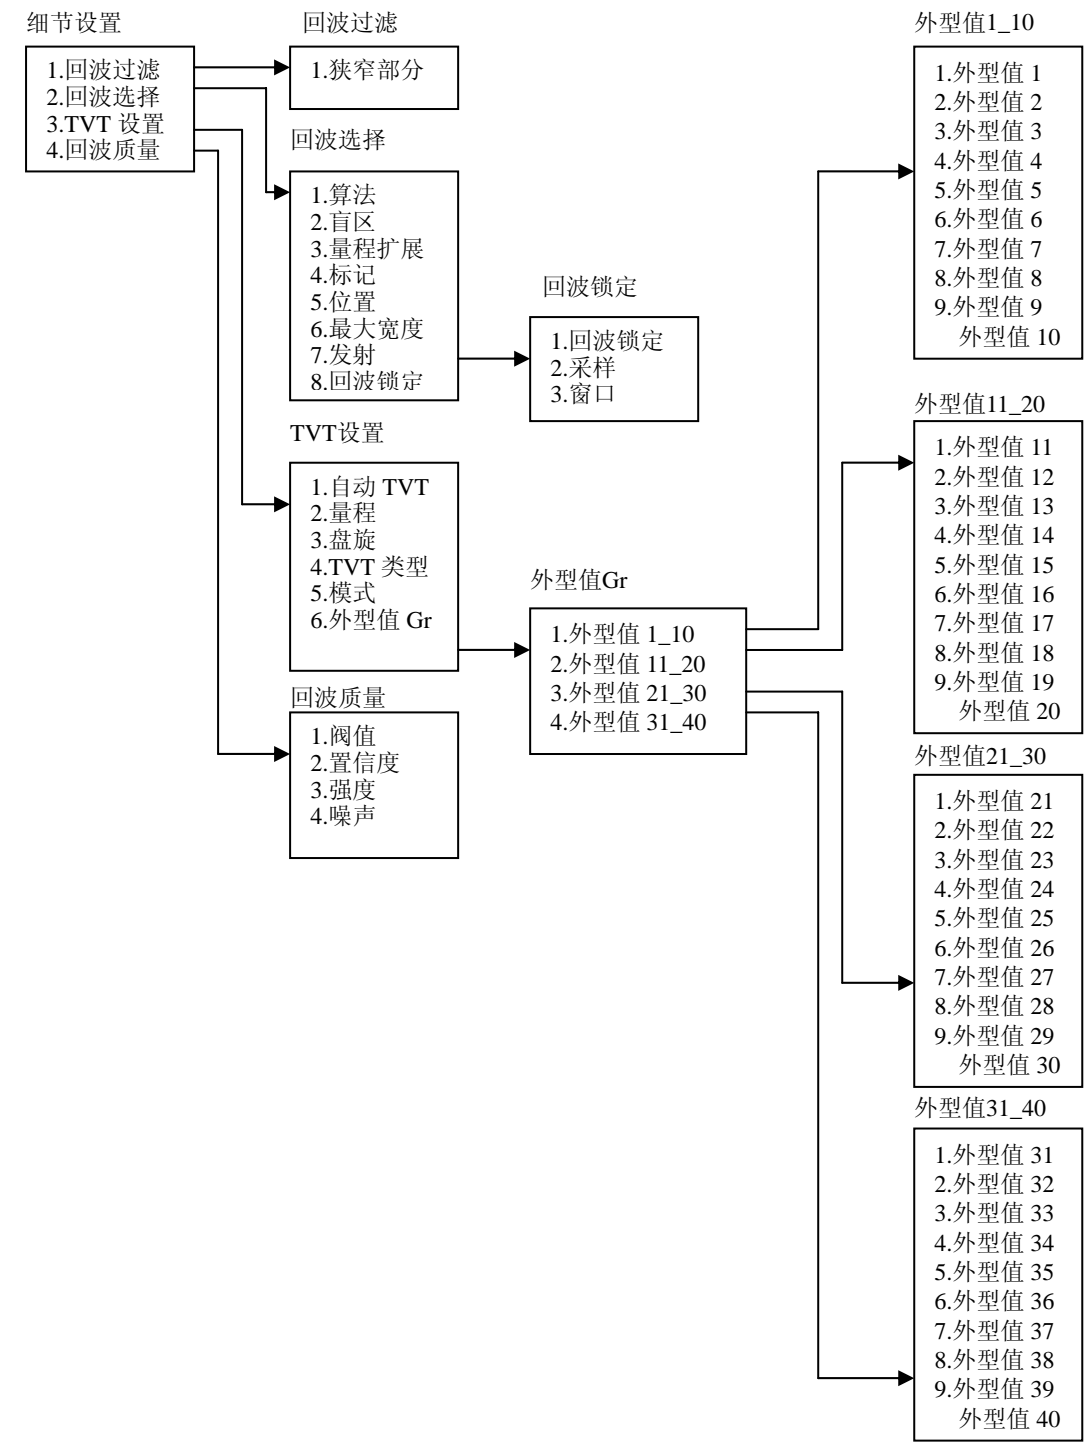 细节设置
1.回波过滤
2.回波选择
3.TVT 设置
4.回波质量
回波过滤
1.狭窄部分
回波选择
1.算法
2.盲区
3.量程扩展
4.标记
5.位置
6.最大宽度
7.发射
8.回波锁定
回波锁定
1.回波锁定
2.采样
3.窗口
TVT设置
1.自动 TVT
2.量程
3.盘旋
4.TVT 类型
5.模式
6.外型值 Gr
回波质量
1.阀值
2.置信度
3.强度
4.噪声
外型值Gr
1.外型值 1_10
2.外型值 11_20
3.外型值 21_30
4.外型值 31_40
外型值1_10
1.外型值 1
2.外型值 2
3.外型值 3
4.外型值 4
5.外型值 5
6.外型值 6
7.外型值 7
8.外型值 8
9.外型值 9
外型值 10
外型值11_20
1.外型值 11
2.外型值 12
3.外型值 13
4.外型值 14
5.外型值 15
6.外型值 16
7.外型值 17
8.外型值 18
9.外型值 19
外型值 20
外型值21_30
1.外型值 21
2.外型值 22
3.外型值 23
4.外型值 24
5.外型值 25
6.外型值 26
7.外型值 27
8.外型值 28
9.外型值 29
外型值 30
外型值31_40
1.外型值 31
2.外型值 32
3.外型值 33
4.外型值 34
5.外型值 35
6.外型值 36
7.外型值 37
8.外型值 38
9.外型值 39
外型值 40